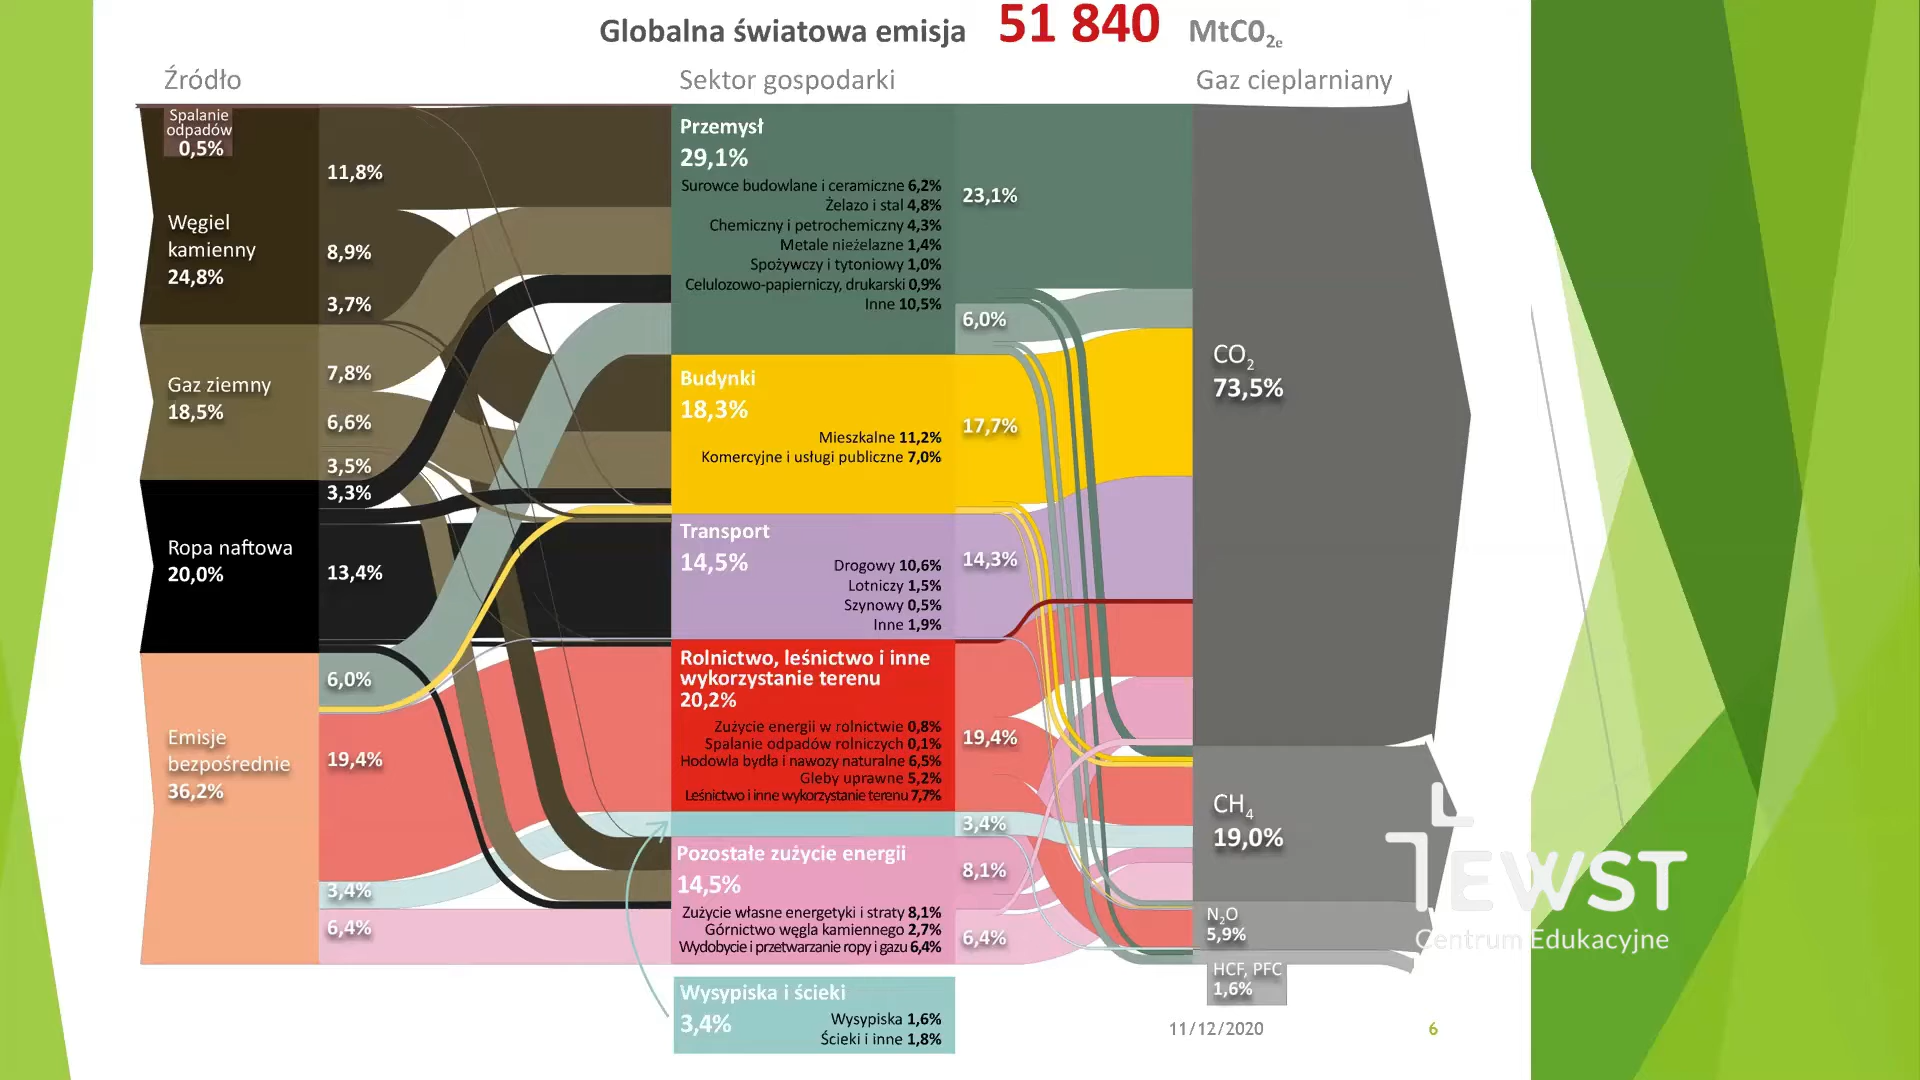 Globalna światowa emisja 51 840 MtC0₂ₑ
Źródło
Sektor gospodarki
Gaz cieplarniany
Spalanie
odpadów
0,5%
Węgiel
kamienny
24,8%
Gaz ziemny
18,5%
Ropa naftowa
20,0%
Emisje
bezpośrednie
36,2%
11,8%
8,9%
3,7%
7,8%
6,6%
3,5%
3,3%
13,4%
6,0%
19,4%
3,4%
6,4%
Przemysł
29,1%
Surowce budowlane i ceramiczne 6,2%
Żelazo i stal 4,8%
Chemiczny i petrochemiczny 4,3%
Metale nieżelazne 1,4%
Spożywczy i tytoniowy 1,0%
Celulozowo-papierniczy, drukarski 0,9%
Inne 10,5%
Budynki
18,3%
Mieszkalne 11,2%
Komercyjne i usługi publiczne 7,0%
Transport
14,5%
Drogowy 10,6%
Lotniczy 1,5%
Szynowy 0,5%
Inne 1,9%
Rolnictwo, leśnictwo i inne
wykorzystanie terenu
20,2%
Zużycie energii w rolnictwie 0,8%
Spalanie odpadów rolniczych 0,1%
Hodowla bydła i nawozy naturalne 6,5%
Gleby uprawne 5,2%
Leśnictwo i inne wykorzystanie terenu 7,7%
Pozostałe zużycie energii
14,5%
Zużycie własne energetyki i straty 8,1%
Górnictwo węgla kamiennego 2,7%
Wydobycie i przetwarzanie ropy i gazu 6,4%
Wysypiska i ścieki
3,4%
Wysypiska 1,6%
Ścieki i inne 1,8%
23,1%
6,0%
17,7%
14,3%
19,4%
3,4%
8,1%
6,4%
CO₂
73,5%
CH₄
19,0%
N₂O
5,9%
HCF, PFC
1,6%
EWST
Centrum Edukacyjne
11/12/2020
6